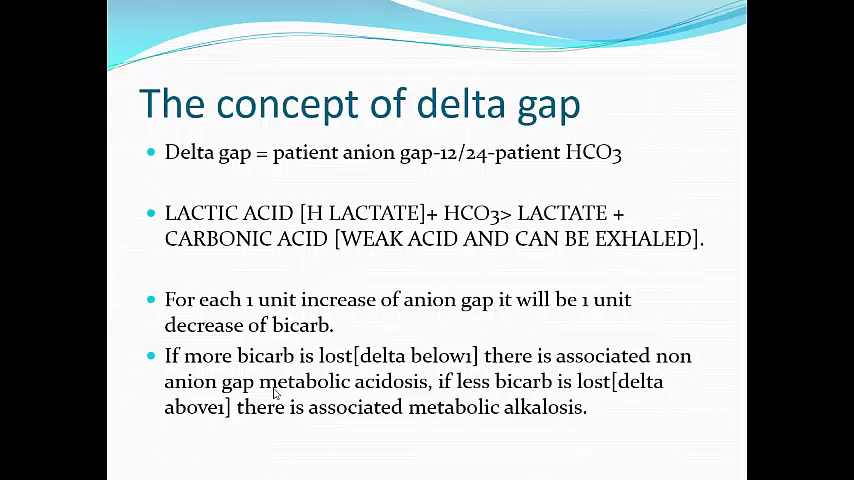 The concept of delta gap
• Delta gap = patient anion gap-12/24-patient HCO3
• LACTIC ACID [H LACTATE]+ HCO3> LACTATE +
CARBONIC ACID [WEAK ACID AND CAN BE EXHALED].
• For each 1 unit increase of anion gap it will be 1 unit
decrease of bicarb.
• If more bicarb is lost[delta below1] there is associated non
anion gap metabolic acidosis, if less bicarb is lost[delta
above1] there is associated metabolic alkalosis.